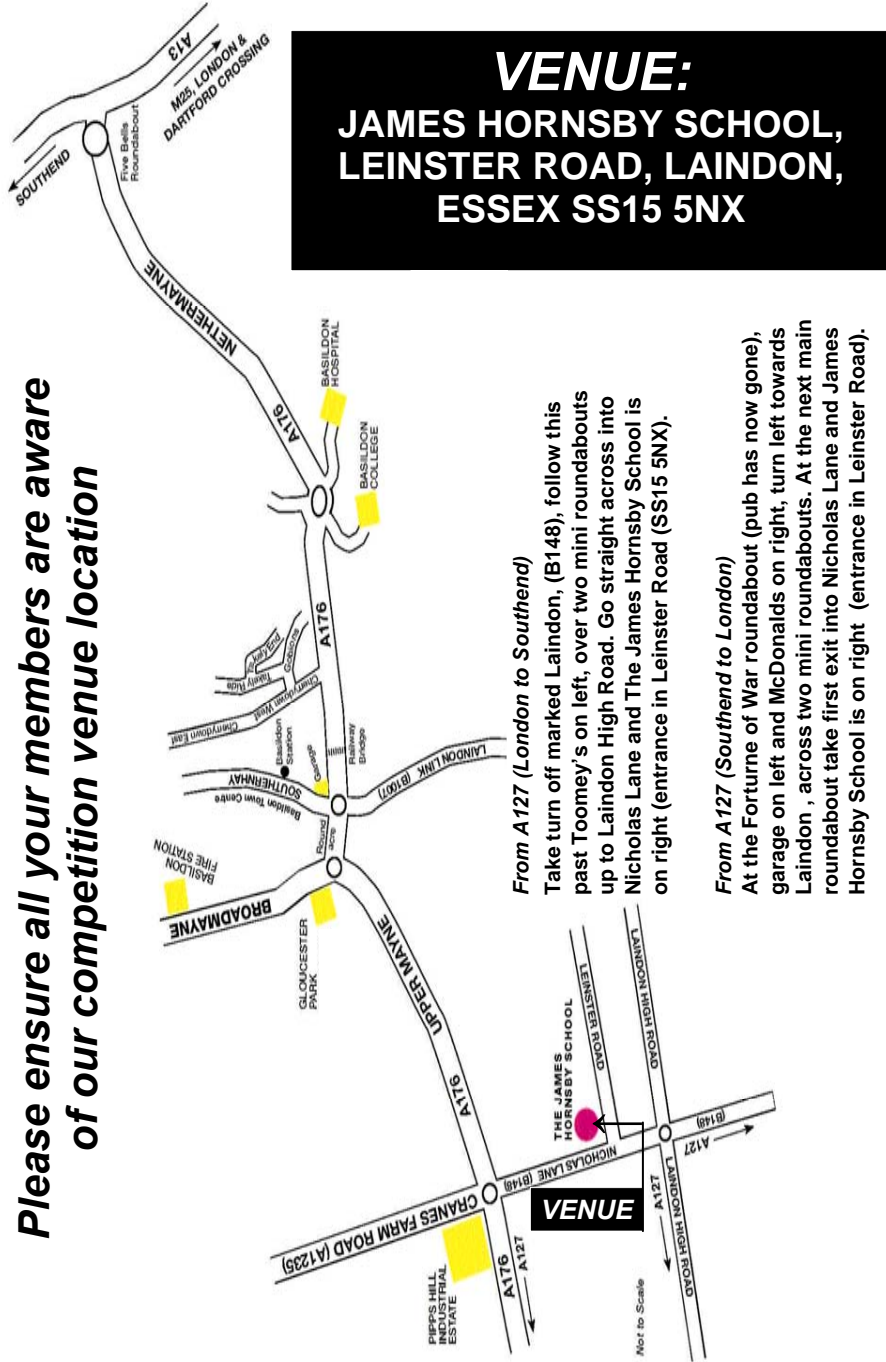 Please ensure all your members are aware
of our competition venue location
VENUE:
JAMES HORNSBY SCHOOL,
LEINSTER ROAD, LAINDON,
ESSEX SS15 5NX
SOUTHEND
A13
M25, LONDON &
DARTFORD CROSSING
Five Bells
Roundabout
NETHERMAYNE
A176
BASILDON
HOSPITAL
BASILDON
COLLEGE
A176
Takely End
Takely Ride
Gobions
Cherrydown West
Cherrydown East
Basildon
Station
SOUTHERNHAY
Basildon Town Centre
Garage
Railway
Bridge
LAINDON LINK (B1007)
Round
acre
BASILDON
FIRE STATION
BROADMAYNE
GLOUCESTER
PARK
UPPER MAYNE
A176
CRANES FARM ROAD (A1235)
PIPPS HILL
INDUSTRIAL
ESTATE
A176
A127
NICHOLAS LANE (B148)
THE JAMES
HORNSBY SCHOOL
LEINSTER ROAD
VENUE
LAINDON HIGH ROAD
A127
LAINDON HIGH ROAD
A127
(B148)
Not to Scale
From A127 (London to Southend)
Take turn off marked Laindon, (B148), follow this
past Toomey's on left, over two mini roundabouts
up to Laindon High Road. Go straight across into
Nicholas Lane and The James Hornsby School is
on right (entrance in Leinster Road (SS15 5NX).
From A127 (Southend to London)
At the Forturne of War roundabout (pub has now gone),
garage on left and McDonalds on right, turn left towards
Laindon , across two mini roundabouts. At the next main
roundabout take first exit into Nicholas Lane and James
Hornsby School is on right (entrance in Leinster Road).